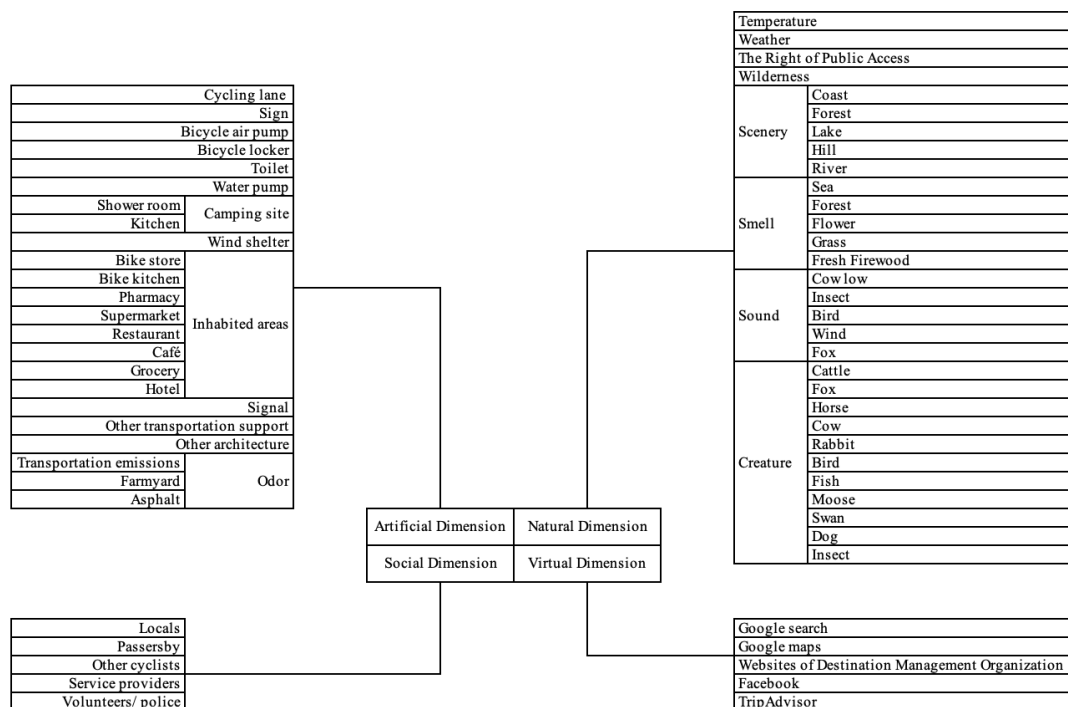 Cycling lane
Sign
Bicycle air pump
Bicycle locker
Toilet
Water pump
Shower room
Kitchen
Camping site
Wind shelter
Bike store
Bike kitchen
Pharmacy
Supermarket
Restaurant
Café
Grocery
Hotel
Inhabited areas
Signal
Other transportation support
Other architecture
Transportation emissions
Farmyard
Asphalt
Odor
Temperature
Weather
The Right of Public Access
Wilderness
Scenery
Coast
Forest
Lake
Hill
River
Smell
Sea
Forest
Flower
Grass
Fresh Firewood
Sound
Cow low
Insect
Bird
Wind
Fox
Creature
Cattle
Fox
Horse
Cow
Rabbit
Bird
Fish
Moose
Swan
Dog
Insect
Artificial Dimension
Natural Dimension
Social Dimension
Virtual Dimension
Locals
Passersby
Other cyclists
Service providers
Volunteers/ police
Google search
Google maps
Websites of Destination Management Organization
Facebook
TripAdvisor